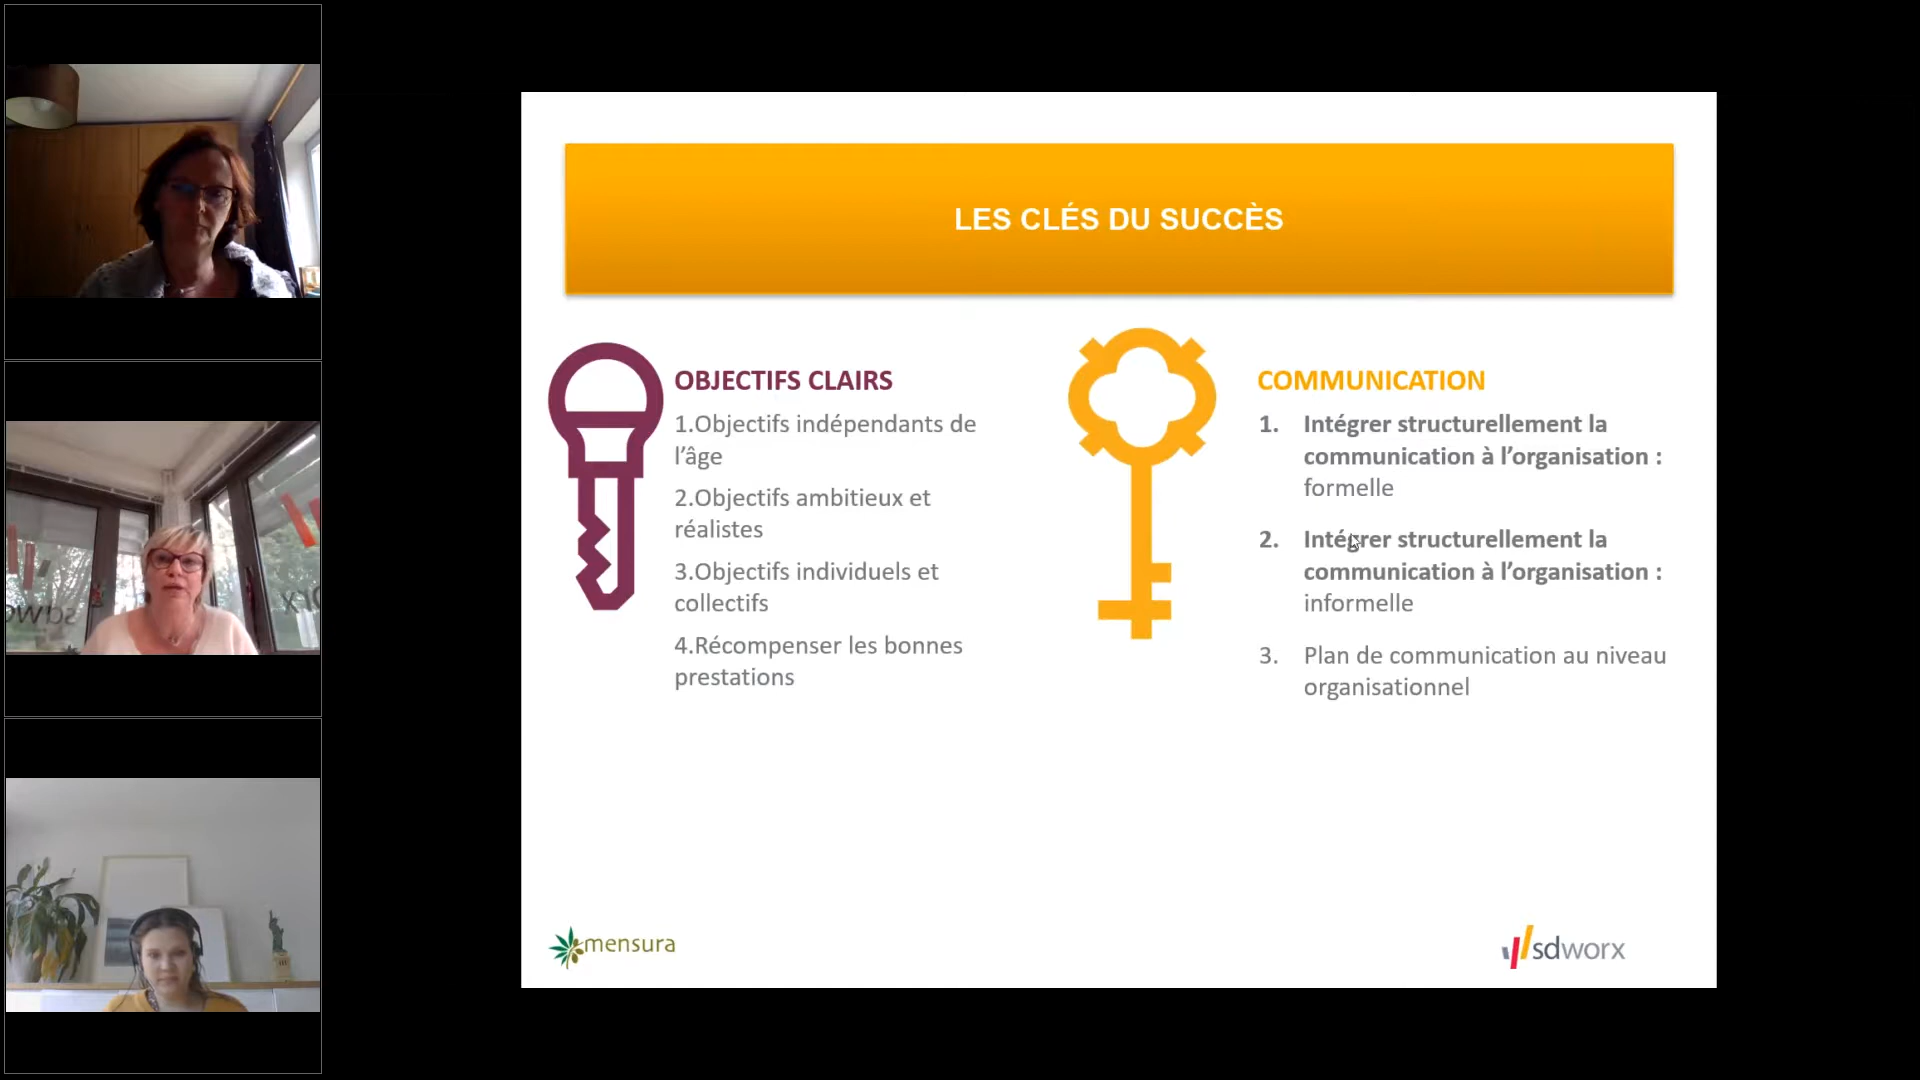 LES CLÉS DU SUCCÈS
OBJECTIFS CLAIRS
1.Objectifs indépendants de
l’âge
2.Objectifs ambitieux et
réalistes
3.Objectifs individuels et
collectifs
4.Récompenser les bonnes
prestations
COMMUNICATION
1. Intégrer structurellement la
communication à l’organisation :
formelle
2. Intégrer structurellement la
communication à l’organisation :
informelle
3. Plan de communication au niveau
organisationnel
mensura
sdworx